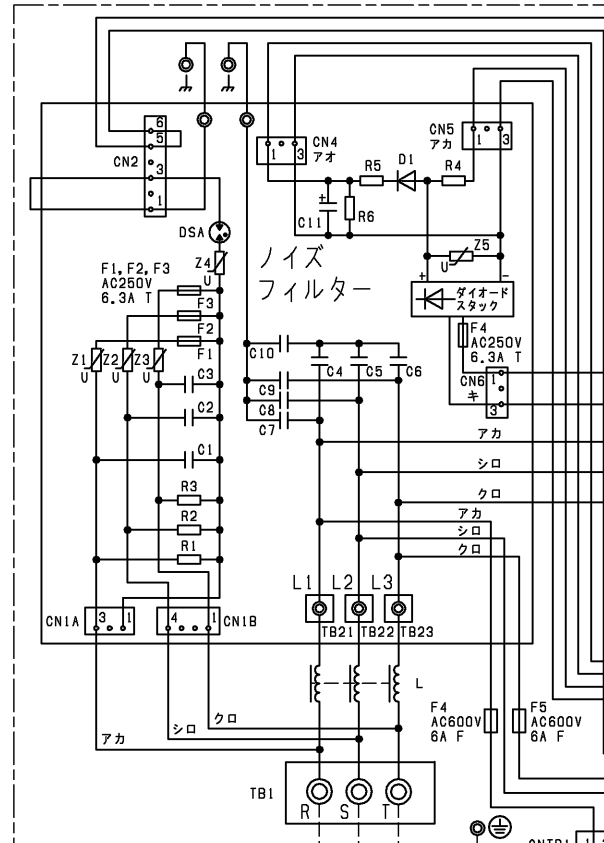 6
5
CN2
3
1
CN4
アオ
1
3
CN5
アカ
1
3
R5
D1
R4
+
C11
R6
DSA
Z4
U
ノイズ
フィルター
Z5
U
+
-
ダイオード
スタック
F1,F2,F3
AC250V
6.3A T
F3
F2
F1
F4
AC250V
6.3A T
Z1
U
Z2
U
Z3
U
C10
C4
C5
C6
CN6
キ
1
3
C3
C9
C8
C7
C2
C1
アカ
シロ
クロ
R3
R2
R1
アカ
シロ
クロ
L1
L2
L3
CN1A
3
1
4
1
CN1B
TB21
TB22
TB23
L
アカ
シロ
クロ
F4
AC600V
6A F
F5
AC600V
6A F
TB1
R
S
T